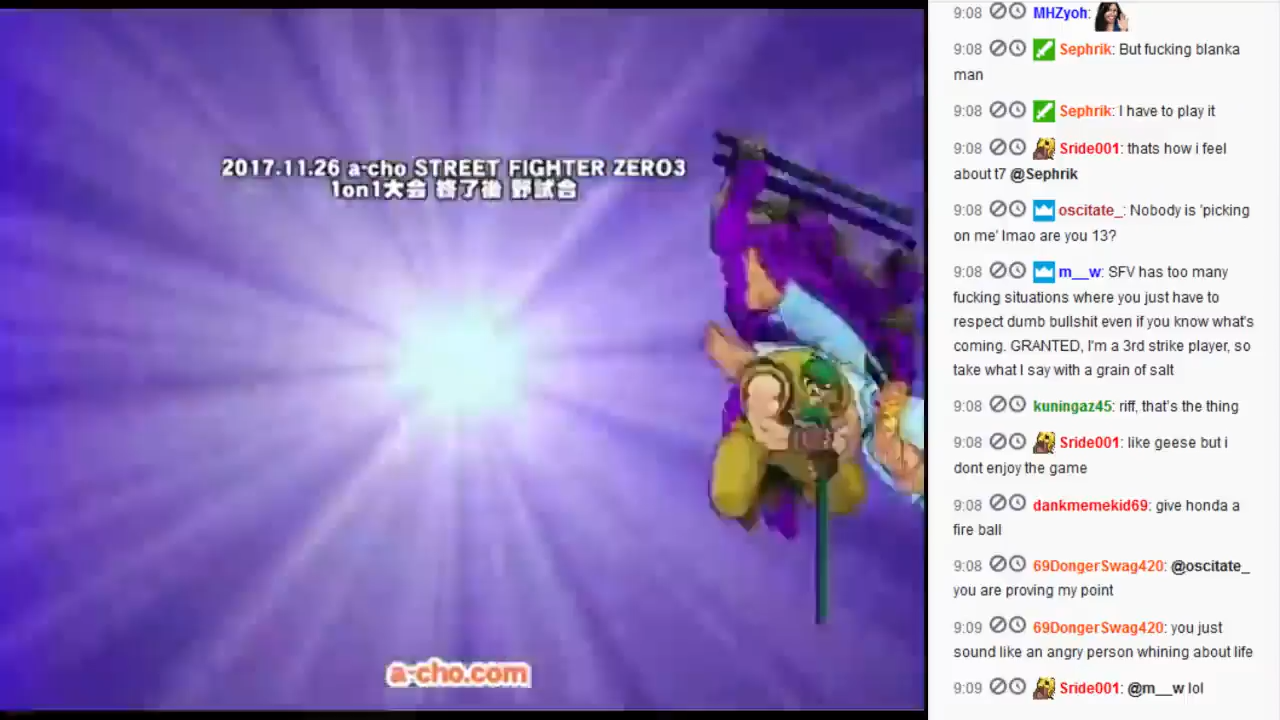 2017.11.26 a-cho STREET FIGHTER ZERO3
1on1大会 終了後 野試合
a-cho.com
9:08 MHZyoh:
9:08 Sephrik: But fucking blanka
man
9:08 Sephrik: I have to play it
9:08 Sride001: thats how i feel
about t7 @Sephrik
9:08 oscitate_: Nobody is 'picking
on me' lmao are you 13?
9:08 m__w: SFV has too many
fucking situations where you just have to
respect dumb bullshit even if you know what's
coming. GRANTED, I'm a 3rd strike player, so
take what I say with a grain of salt
9:08 kuningaz45: riff, that's the thing
9:08 Sride001: like geese but i
dont enjoy the game
9:08 dankmemekid69: give honda a
fire ball
9:08 69DongerSwag420: @oscitate_
you are proving my point
9:09 69DongerSwag420: you just
sound like an angry person whining about life
9:09 Sride001: @m__w lol